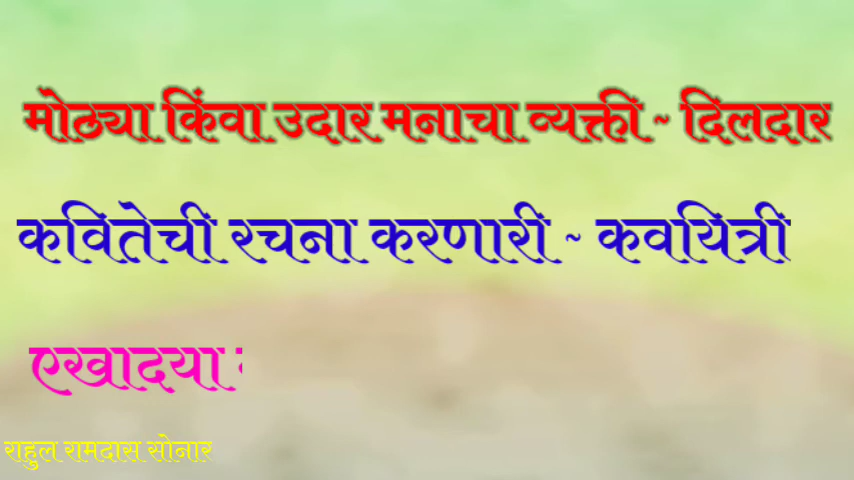 मोठ्या किंवा उदार मनाचा व्यक्ती ~ दिलदार
कवितेची रचना करणारी ~ कवयित्री
एखादया
राहुल रामदास सोनार